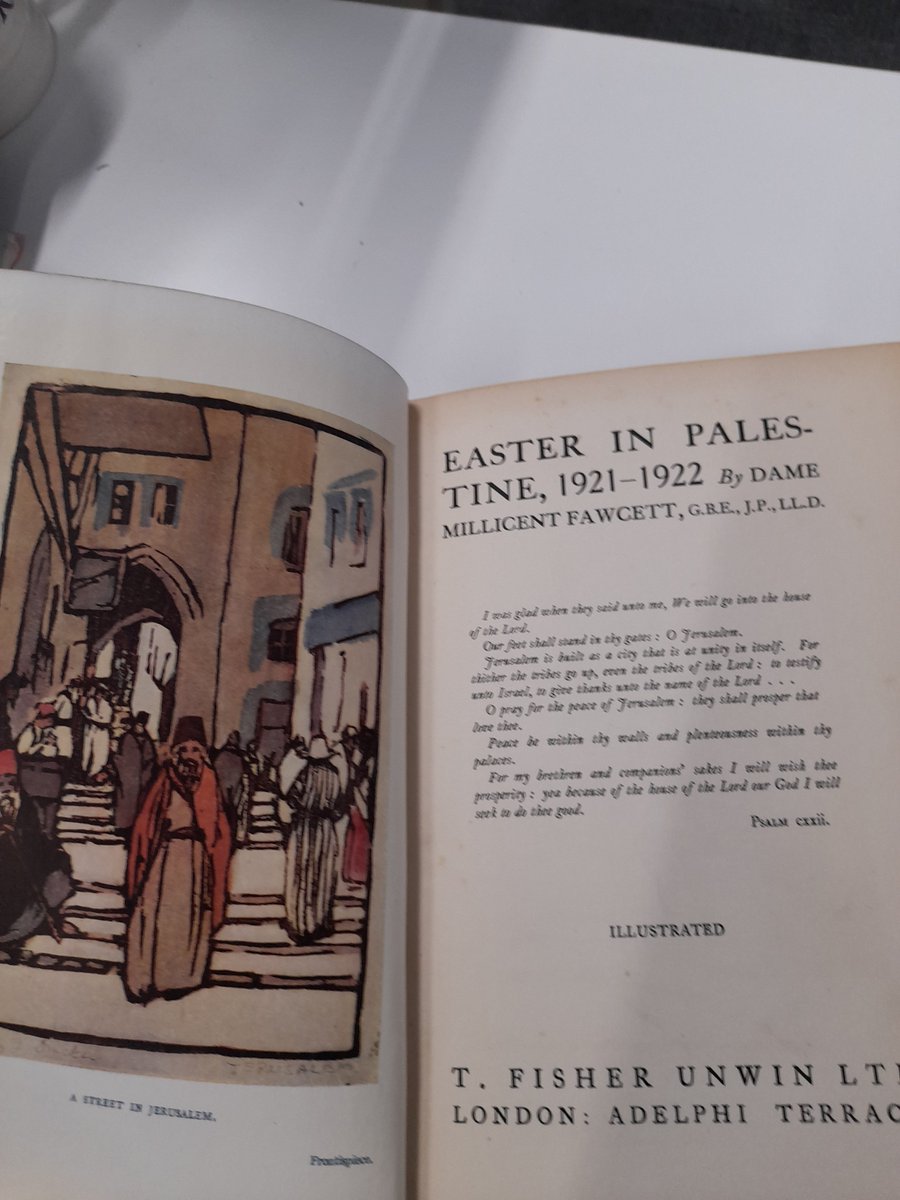 JERUSALEM
A STREET IN JERUSALEM.
Frontispiece.
EASTER IN PALES-
TINE, 1921–1922 By DAME
MILLICENT FAWCETT, G.B.E., J.P., LL.D.
I was glad when they said unto me, We will go into the house
of the Lord.
Our feet shall stand in thy gates : O Jerusalem.
Jerusalem is built as a city that is at unity in itself. For
thither the tribes go up, even the tribes of the Lord : to testify
unto Israel, to give thanks unto the name of the Lord . . .
O pray for the peace of Jerusalem : they shall prosper that
love thee.
Peace be within thy walls and plenteousness within thy
palaces.
For my brethren and companions' sakes I will wish thee
prosperity : yea because of the house of the Lord our God I will
seek to do thee good.
PSALM cxxii.
ILLUSTRATED
T. FISHER UNWIN LT
LONDON: ADELPHI TERRAC